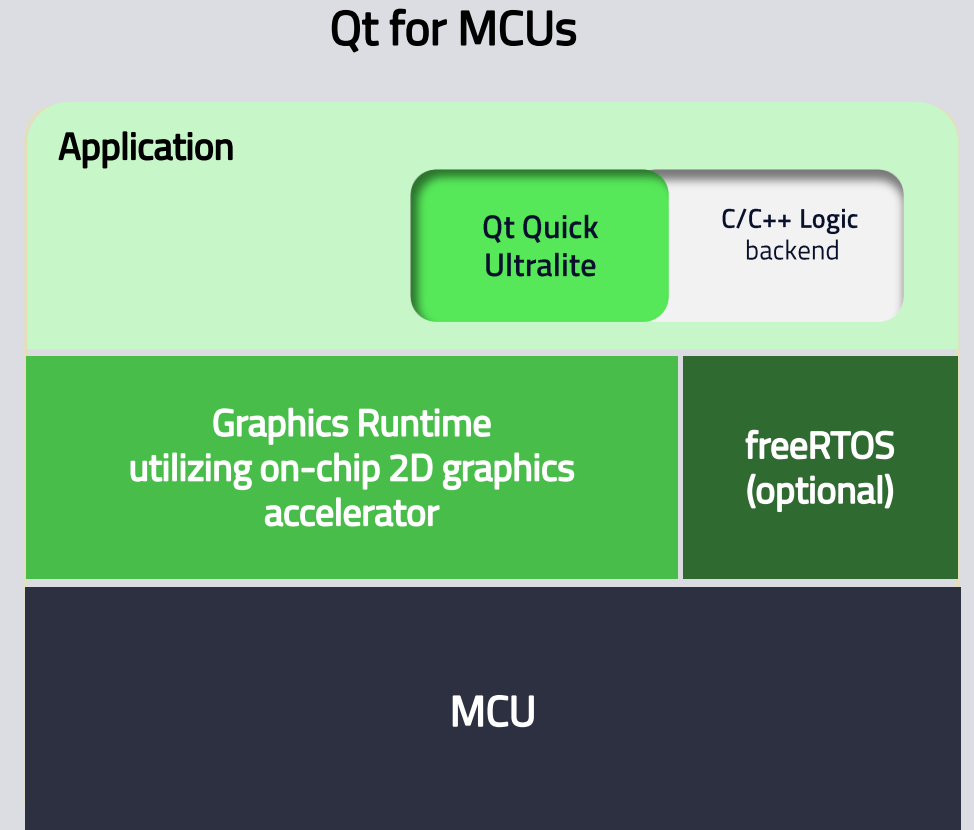 Qt for MCUs
Application
Qt Quick
Ultralite
C/C++ Logic
backend
Graphics Runtime
utilizing on-chip 2D graphics
accelerator
freeRTOS
(optional)
MCU